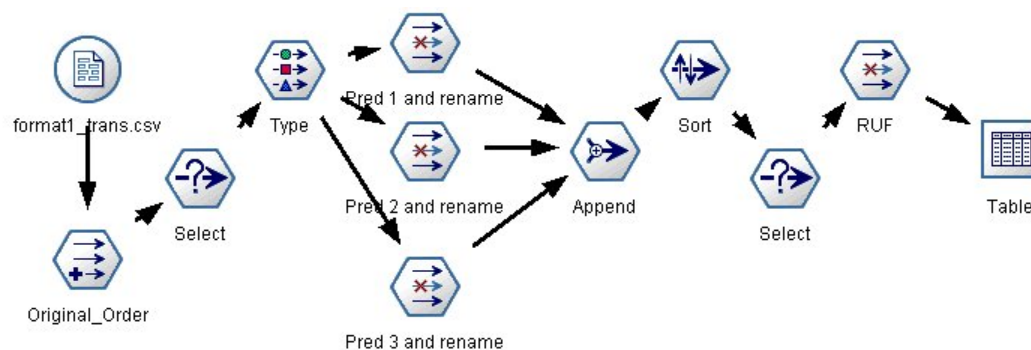 format1_trans.csv
Original_Order
Select
Type
Pred 1 and rename
Pred 2 and rename
Pred 3 and rename
Append
Sort
Select
RUF
Table